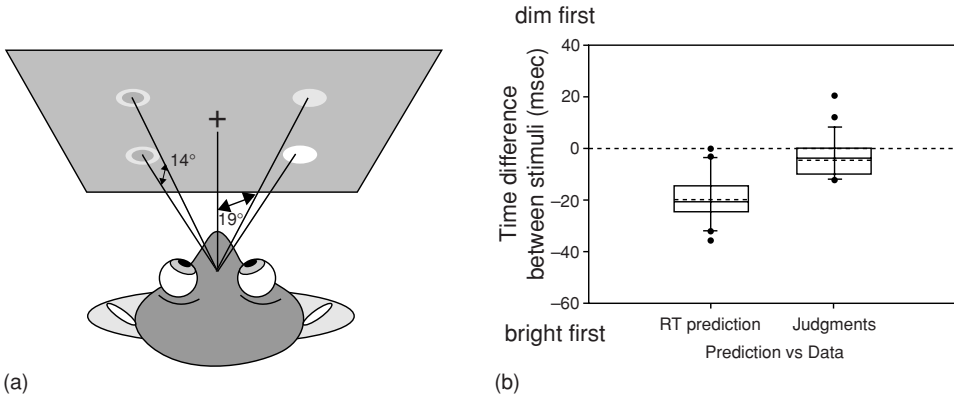 14°
19°
(a)
dim first
Time difference
between stimuli (msec)
40
20
0
–20
–40
–60
bright first
RT prediction Judgments
Prediction vs Data
(b)